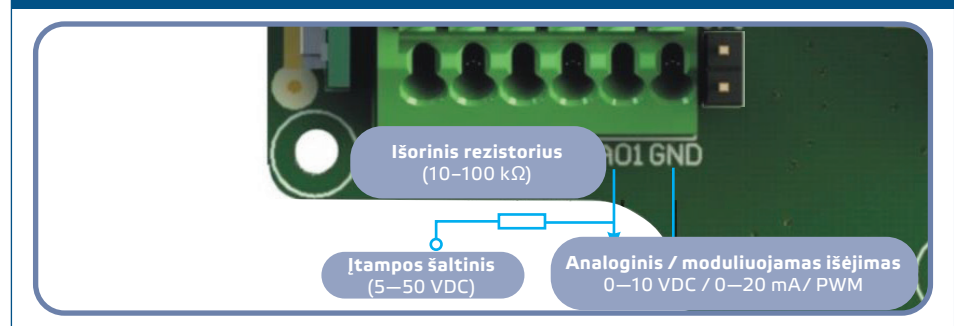 Išorinis rezistorius
(10–100 kΩ)
AO1 GND
Įtampos šaltinis
(5—50 VDC)
Analoginis / moduliuojamas išėjimas
0—10 VDC / 0—20 mA/ PWM